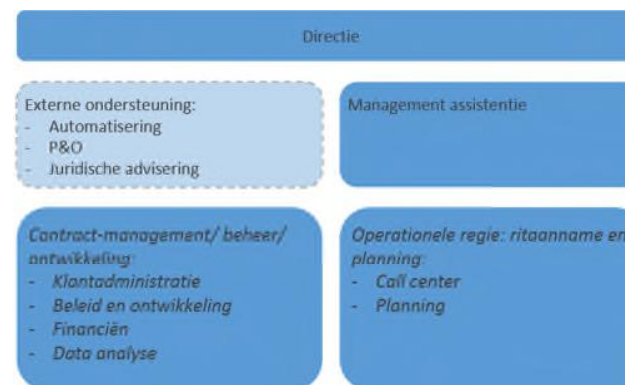 Directie
Externe ondersteuning:
- Automatisering
- P&O
- Juridische advisering
Management assistentie
Contract-management/ beheer/
ontwikkeling:
- Klantadministratie
- Beleid en ontwikkeling
- Financiën
- Data analyse
Operationele regie: ritaanname en
planning:
- Call center
- Planning